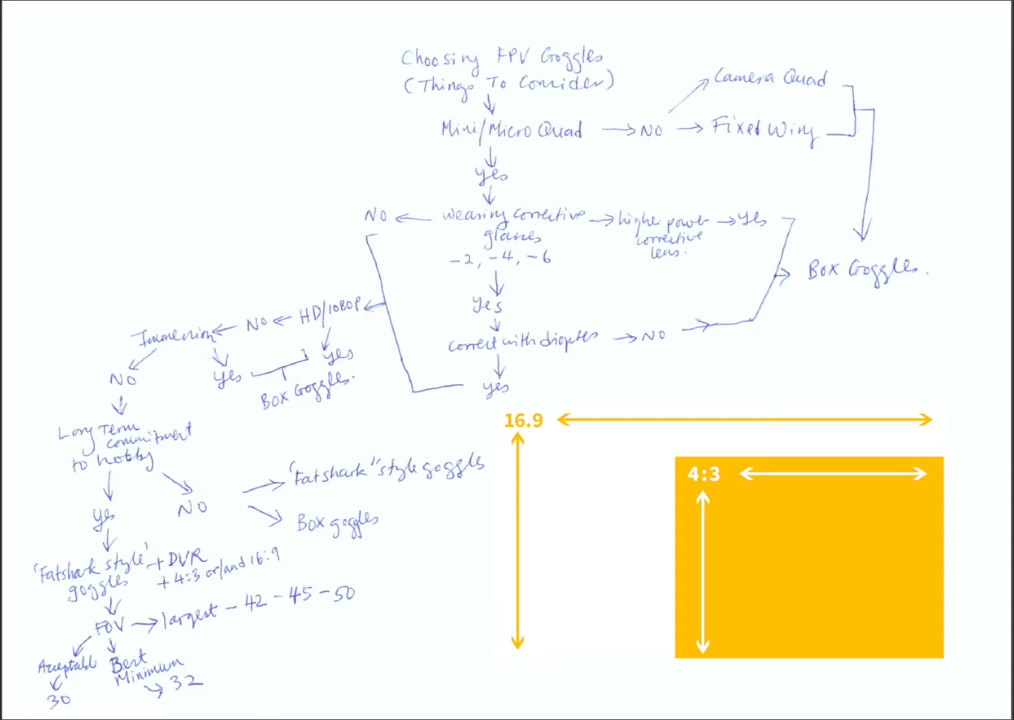 Choosing FPV Goggles
(Things To Consider)
Mini/Micro Quad
NO
Camera Quad
Fixed Wing
Yes
NO
wearing corrective
glasses
-2, -4, -6
higher power
corrective
lens.
Yes
Box Goggles.
Yes
correct with diopters
NO
yes
HD/1080P
NO
Immersion
Yes
Yes
Box Goggles.
NO
Long Term
commitment
to hobby
NO
"Fatshark" style goggles
Box goggles
Yes
'Fatshark style'
goggles
+ DVR
+ 4:3 or/and 16:9
FOV
largest - 42 - 45 - 50
Acceptable
30
Best
Minimum
32
16.9
4:3